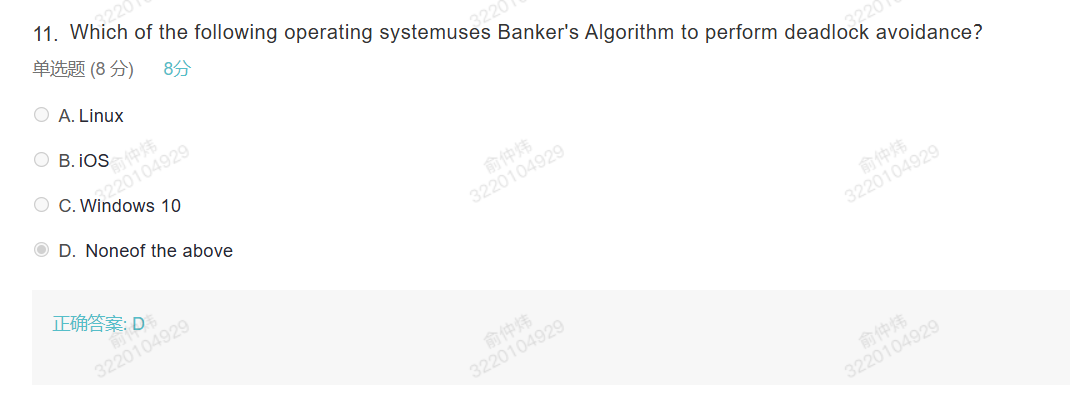 11. Which of the following operating systemuses Banker's Algorithm to perform deadlock avoidance?
单选题 (8 分) 8分
A. Linux
B. iOS
C. Windows 10
D. Noneof the above
正确答案: D
俞仲炜
3220104929
俞仲炜
3220104929
俞仲炜
3220104929
俞仲炜
3220104929
俞仲炜
3220104929
俞仲炜
3220104929